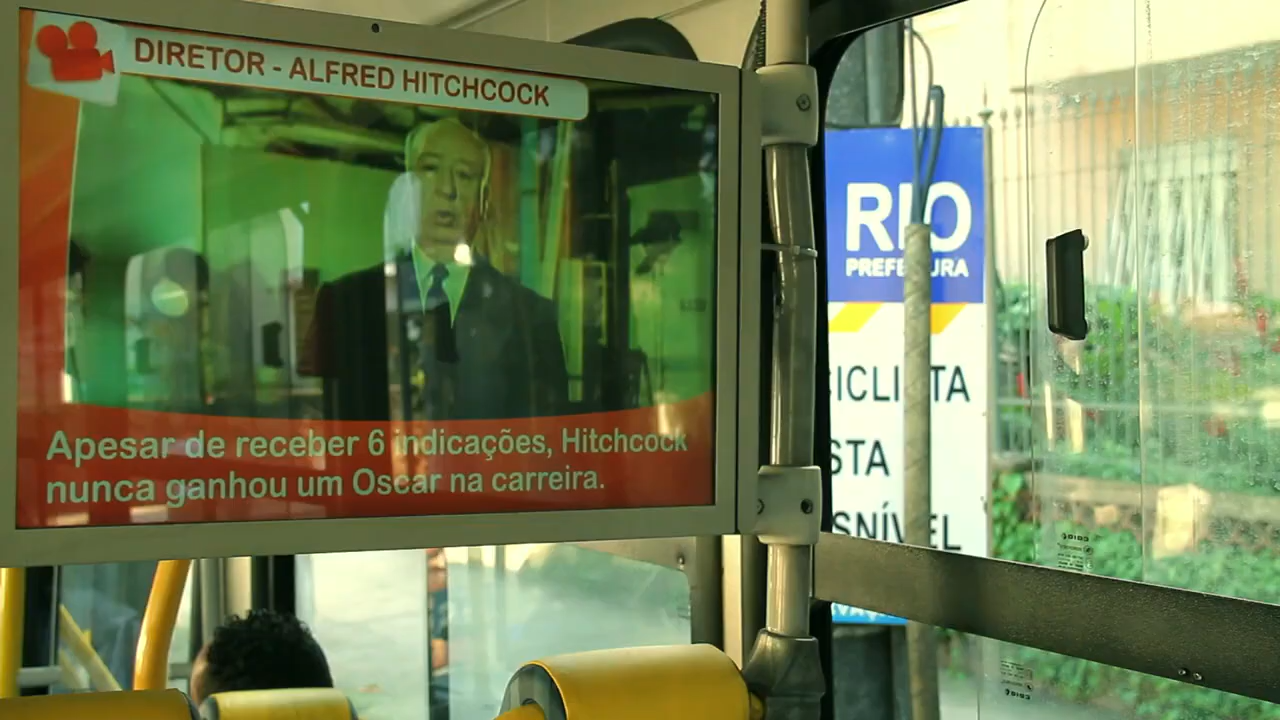 DIRETOR - ALFRED HITCHCOCK
Apesar de receber 6 indicações, Hitchcock
nunca ganhou um Oscar na carreira.
RIO
PREFEITURA
CICLISTA
STA
SNÍVEL